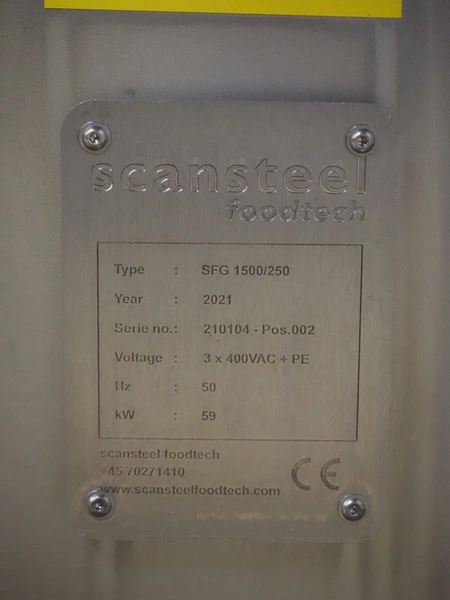 scansteel
foodtech
Type : SFG 1500/250
Year : 2021
Serie no.: 210104 - Pos.002
Voltage : 3 x 400VAC + PE
Hz : 50
kW : 59
scansteel foodtech
+45 70271410
www.scansteelfoodtech.com
CE